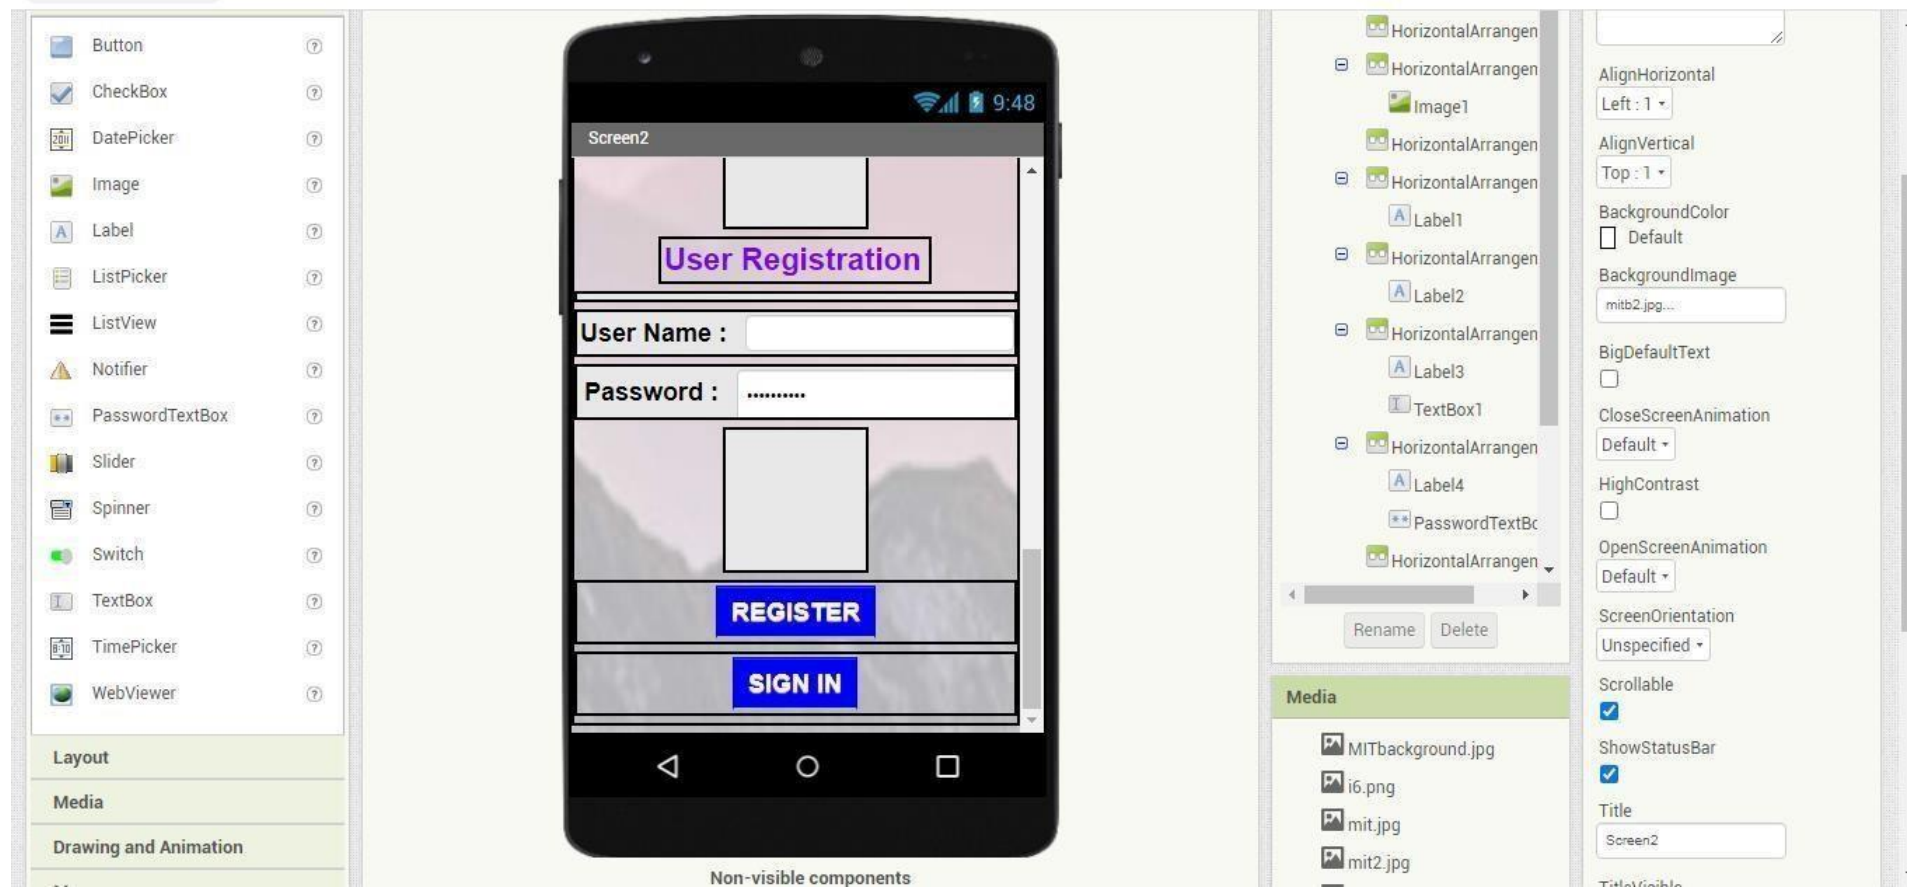 Button
CheckBox
DatePicker
Image
Label
ListPicker
ListView
Notifier
PasswordTextBox
Slider
Spinner
Switch
TextBox
TimePicker
WebViewer
Layout
Media
Drawing and Animation
9:48
Screen2
User Registration
User Name :
Password :
REGISTER
SIGN IN
Non-visible components
HorizontalArrangen
HorizontalArrangen
Image1
HorizontalArrangen
HorizontalArrangen
Label1
HorizontalArrangen
Label2
HorizontalArrangen
Label3
TextBox1
HorizontalArrangen
Label4
PasswordTextBo
HorizontalArrangen
Rename Delete
Media
MITbackground.jpg
i6.png
mit.jpg
mit2.jpg
AlignHorizontal
Left : 1
AlignVertical
Top : 1
BackgroundColor
Default
BackgroundImage
mitb2.jpg...
BigDefaultText
CloseScreenAnimation
Default
HighContrast
OpenScreenAnimation
Default
ScreenOrientation
Unspecified
Scrollable
ShowStatusBar
Title
Screen2
TitleVisible